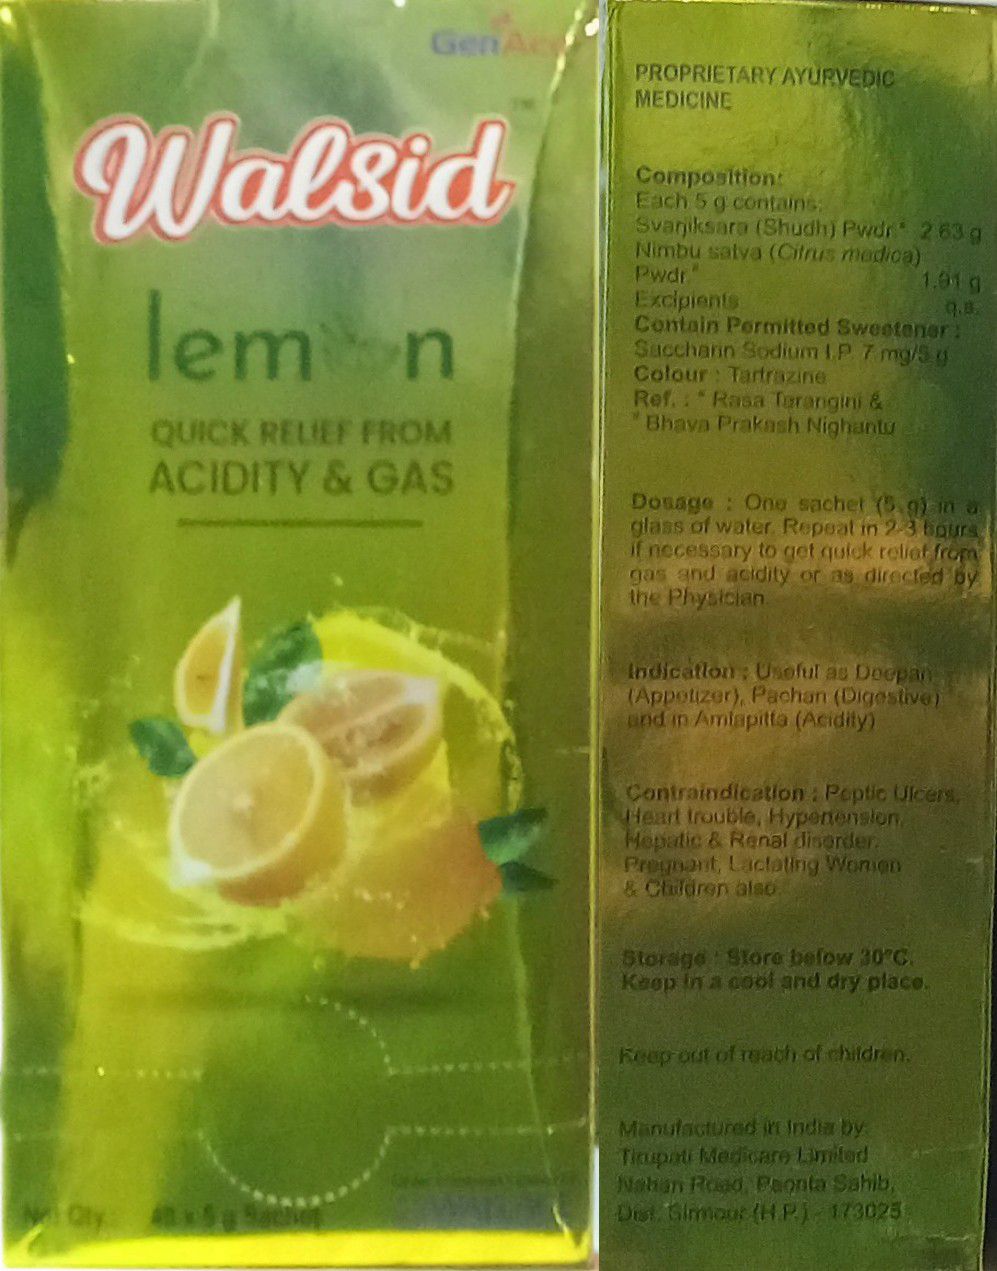 GenAcc
Walsid
TM
lemon
QUICK RELIEF FROM
ACIDITY & GAS
Net Qty.: 48 x 5 g Sachet
PROPRIETARY AYURVEDIC
MEDICINE
Composition:
Each 5 g contains:
Svarjiksara (Shudh) Pwdr.* 2.63 g
Nimbu satva (Citrus medica)
Pwdr.# 1.91 g
Excipients q.s.
Contain Permitted Sweetener :
Saccharin Sodium I.P. 7 mg/5 g
Colour : Tartrazine
Ref. : * Rasa Tarangini &
# Bhava Prakash Nighantu
Dosage : One sachet (5 g) in a
glass of water. Repeat in 2-3 hours
if necessary to get quick relief from
gas and acidity or as directed by
the Physician.
Indication : Useful as Deepan
(Appetizer), Pachan (Digestive)
and in Amlapitta (Acidity)
Contraindication : Peptic Ulcers,
Heart trouble, Hypertension,
Hepatic & Renal disorder.
Pregnant, Lactating Women
& Children also.
Storage : Store below 30°C.
Keep in a cool and dry place.
Keep out of reach of children.
Manufactured in India by:
Tirupati Medicare Limited
Nahan Road, Paonta Sahib,
Dist. Sirmour (H.P.) - 173025